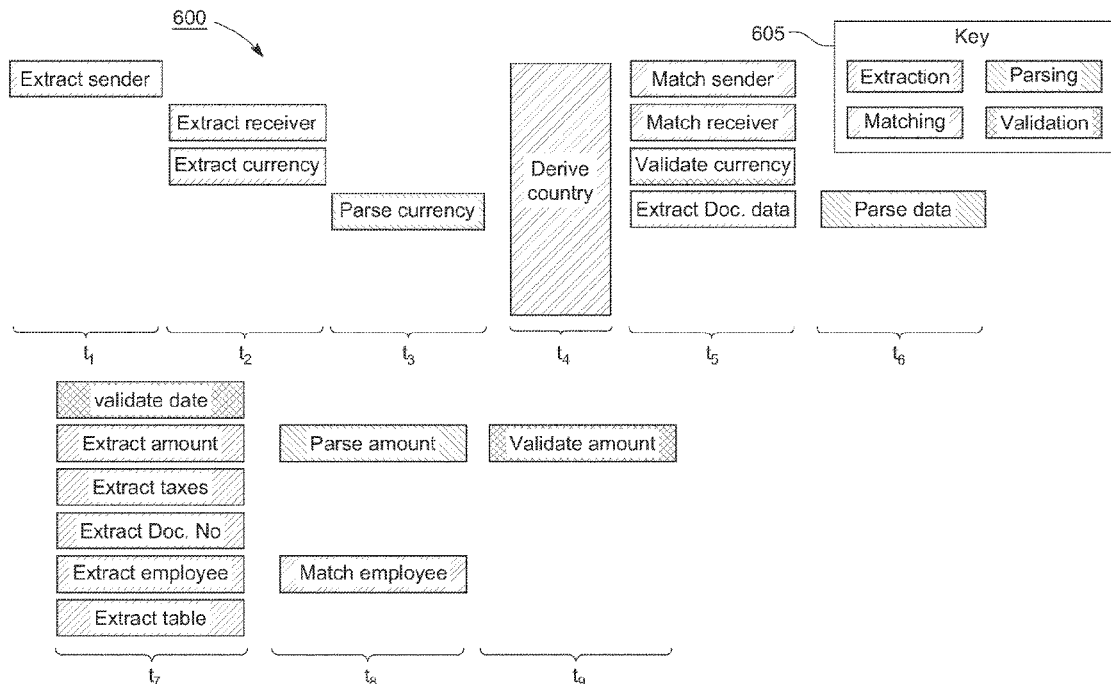 600
605
Key
Extraction
Parsing
Matching
Validation
Extract sender
Extract receiver
Extract currency
Parse currency
Derive
country
Match sender
Match receiver
Validate currency
Extract Doc. data
Parse data
t1
t2
t3
t4
t5
t6
validate date
Extract amount
Parse amount
Validate amount
Extract taxes
Extract Doc. No
Extract employee
Match employee
Extract table
t7
t8
t9